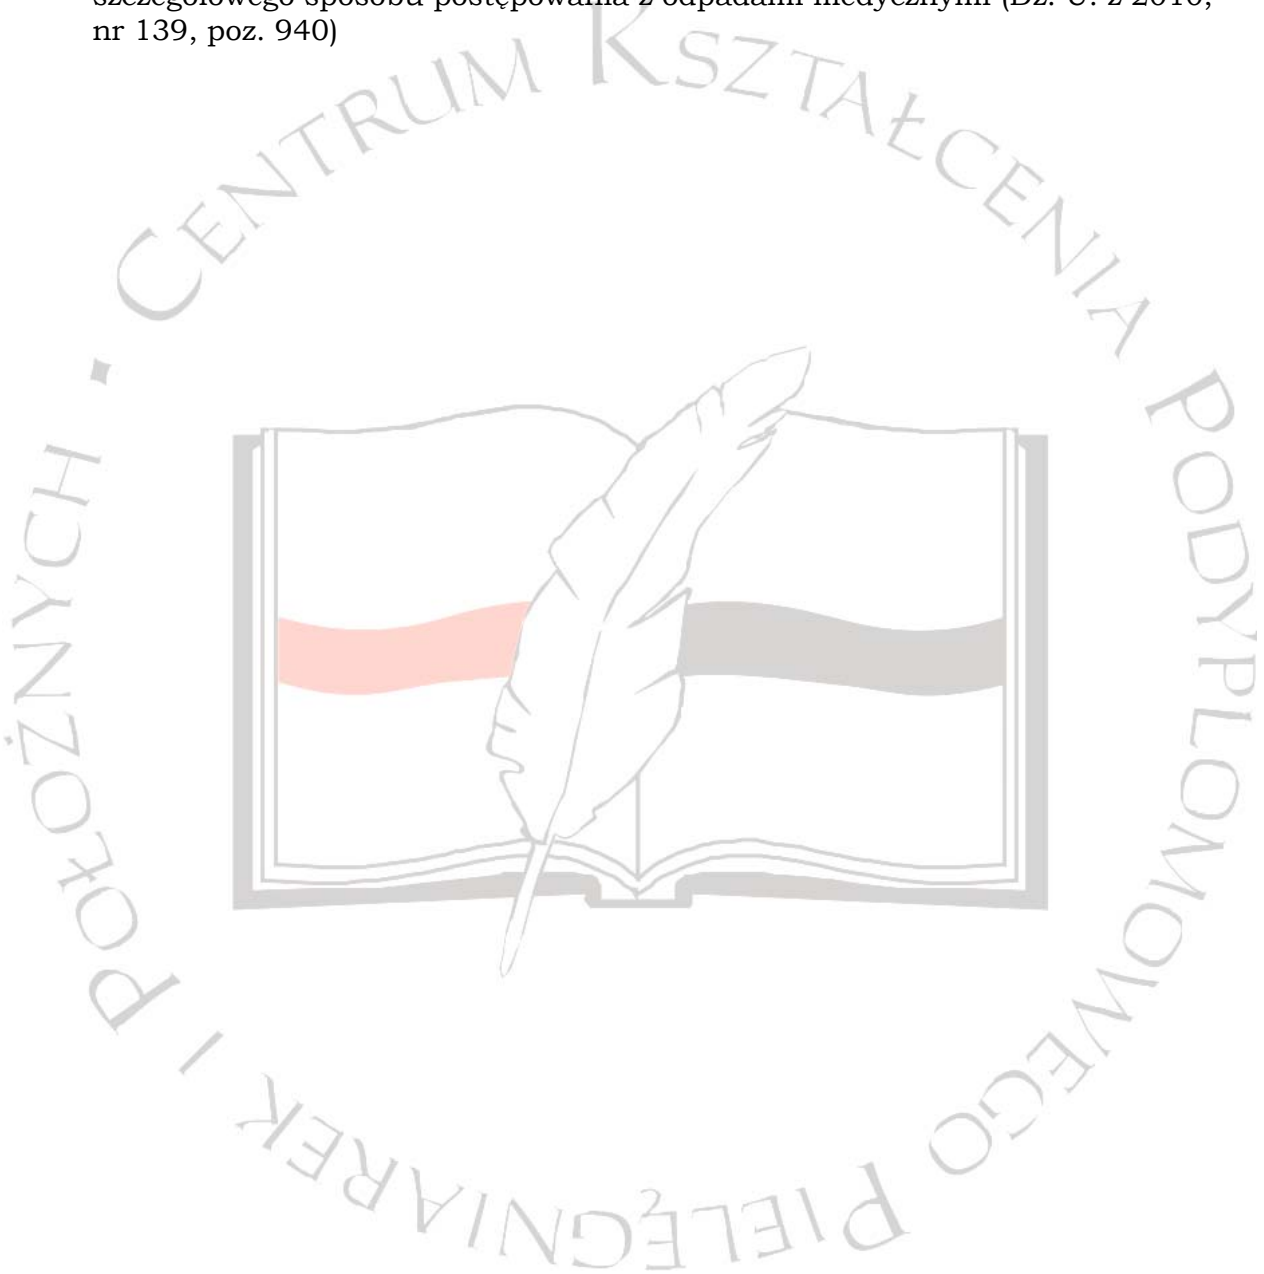 szczegółowego sposobu postępowania z odpadami medycznymi (Dz. U. z 2010,
nr 139, poz. 940)
CENTRUM KSZTAŁCENIA PODYPLOMOWEGO PIELĘGNIAREK I POŁOŻNYCH •